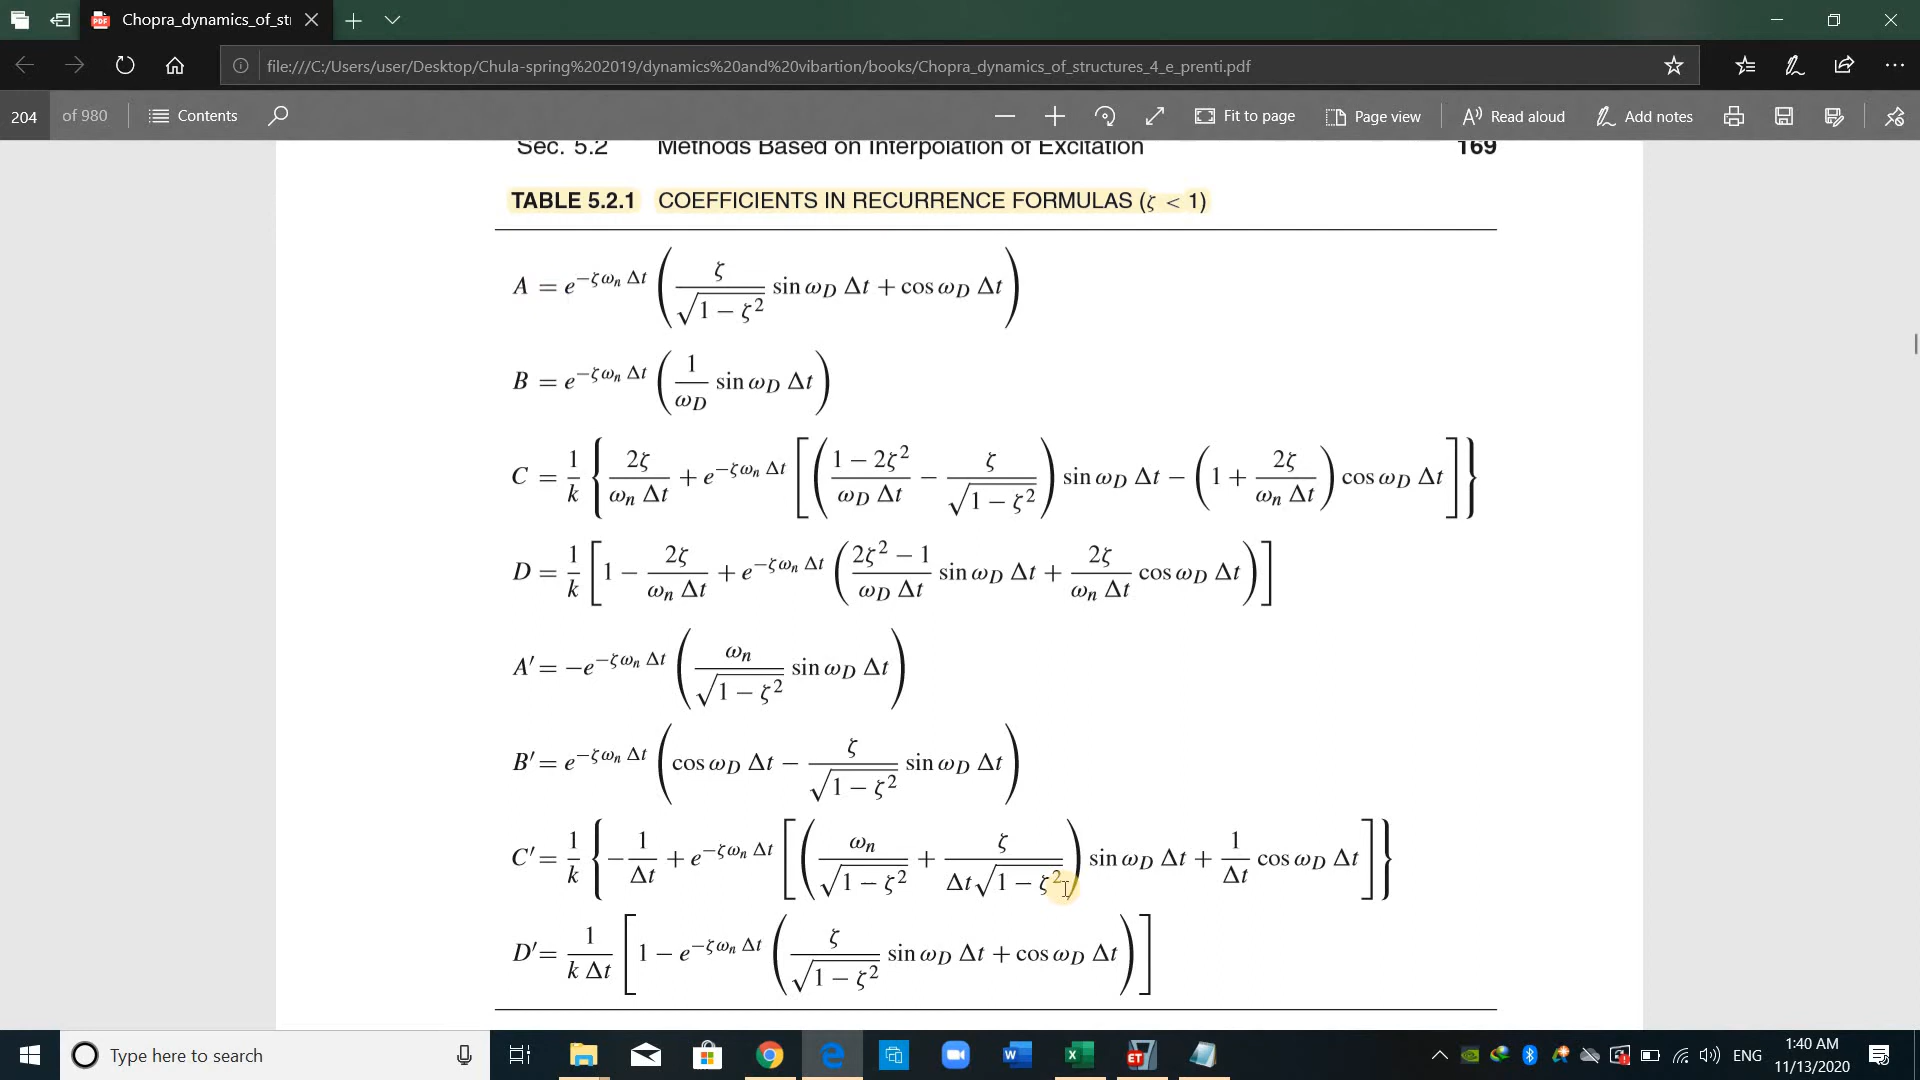 Chopra_dynamics_of_str
file:///C:/Users/user/Desktop/Chula-spring%202019/dynamics%20and%20vibartion/books/Chopra_dynamics_of_structures_4_e_prenti.pdf
204 of 980 Contents Fit to page Page view Read aloud Add notes
Sec. 5.2 Methods Based on Interpolation of Excitation 169
TABLE 5.2.1 COEFFICIENTS IN RECURRENCE FORMULAS (ζ < 1)
A = e^{−ζω_n Δt} ( ζ/√(1 − ζ²) sin ω_D Δt + cos ω_D Δt )
B = e^{−ζω_n Δt} ( 1/ω_D sin ω_D Δt )
C = 1/k { 2ζ/(ω_n Δt) + e^{−ζω_n Δt} [ ( (1 − 2ζ²)/(ω_D Δt) − ζ/√(1 − ζ²) ) sin ω_D Δt − ( 1 + 2ζ/(ω_n Δt) ) cos ω_D Δt ] }
D = 1/k [ 1 − 2ζ/(ω_n Δt) + e^{−ζω_n Δt} ( (2ζ² − 1)/(ω_D Δt) sin ω_D Δt + 2ζ/(ω_n Δt) cos ω_D Δt ) ]
A′ = −e^{−ζω_n Δt} ( ω_n/√(1 − ζ²) sin ω_D Δt )
B′ = e^{−ζω_n Δt} ( cos ω_D Δt − ζ/√(1 − ζ²) sin ω_D Δt )
C′ = 1/k { −1/Δt + e^{−ζω_n Δt} [ ( ω_n/√(1 − ζ²) + ζ/(Δt√(1 − ζ²)) ) sin ω_D Δt + 1/Δt cos ω_D Δt ] }
D′ = 1/(k Δt) [ 1 − e^{−ζω_n Δt} ( ζ/√(1 − ζ²) sin ω_D Δt + cos ω_D Δt ) ]
Type here to search
ENG
1:40 AM
11/13/2020